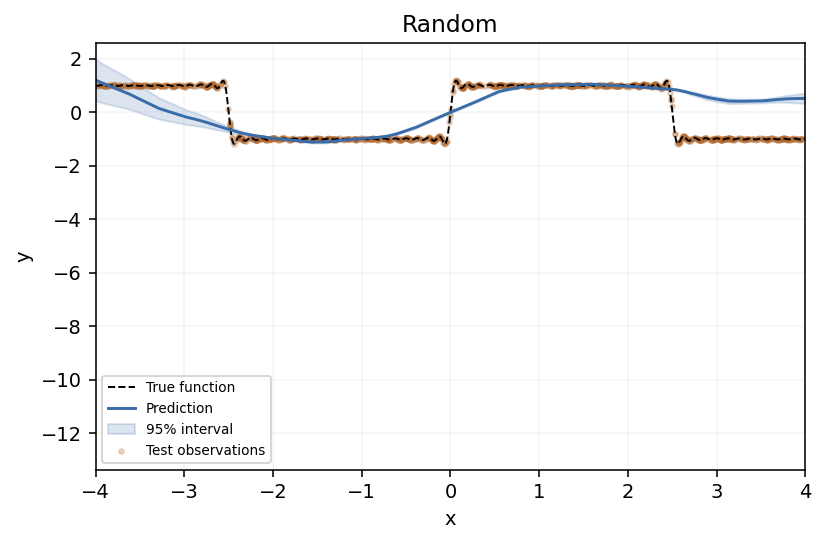 Random
2
0
−2
−4
−6
−8
−10
−12
y
True function
Prediction
95% interval
Test observations
−4 −3 −2 −1 0 1 2 3 4
x